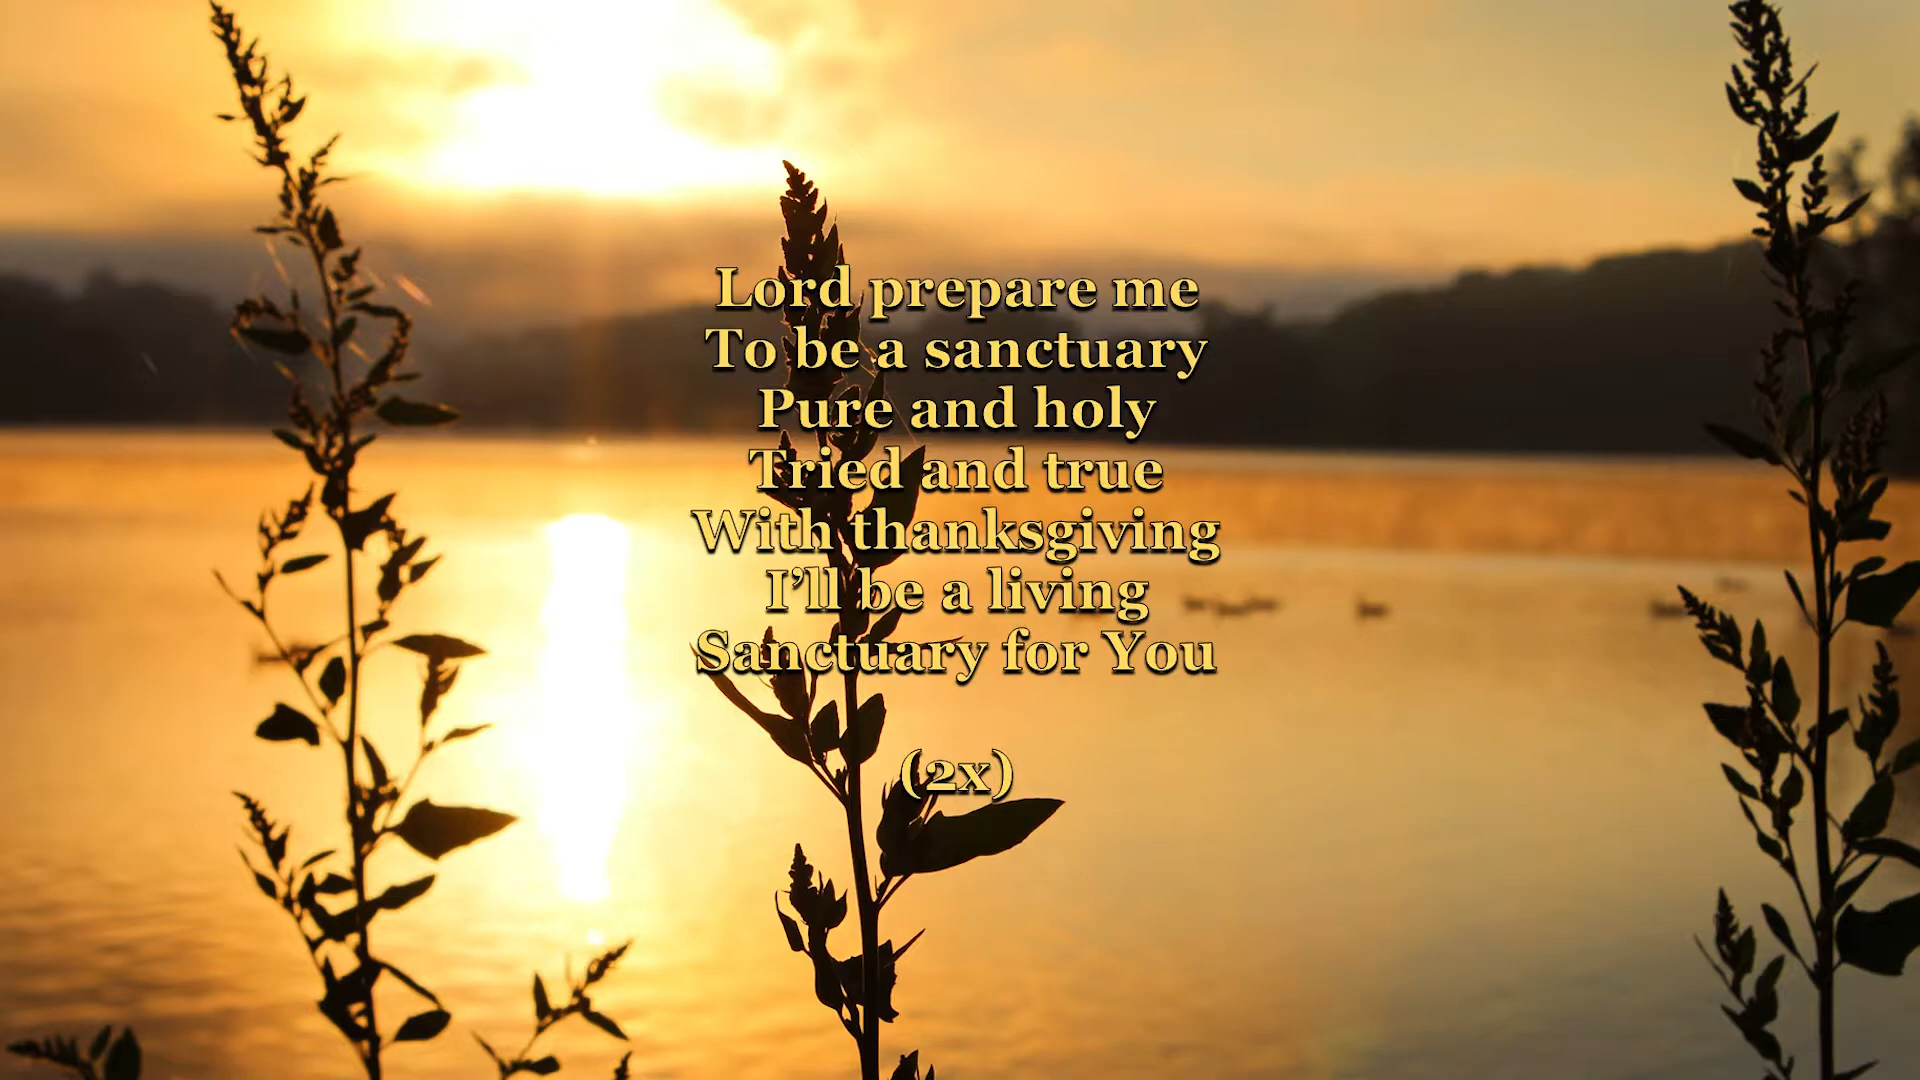 Lord prepare me
To be a sanctuary
Pure and holy
Tried and true
With thanksgiving
I’ll be a living
Sanctuary for You
(2x)